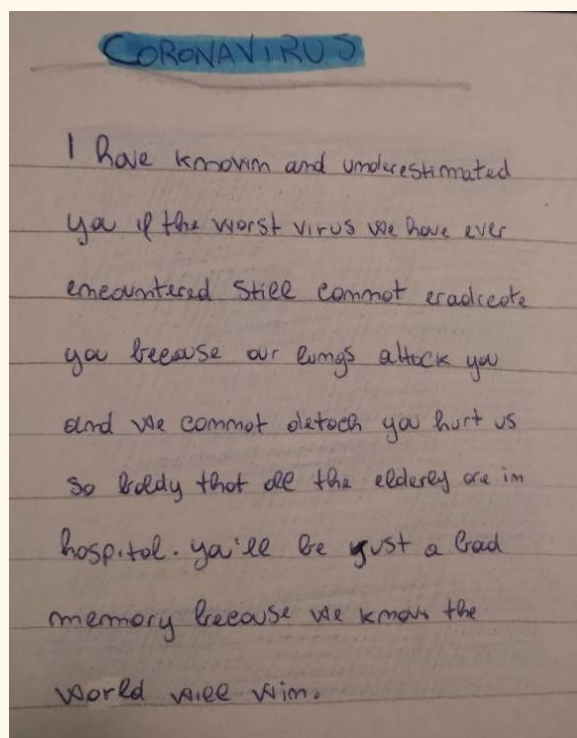 CORONAVIRUS
I have known and underestimated
you if the worst virus we have ever
encountered still cannot eradicate
you because our lungs attack you
and we cannot detach you hurt us
so badly that all the elderly are in
hospital. you'll be just a bad
memory because we know the
world will win.